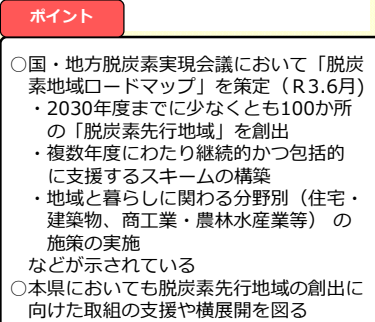 ポイント
○国・地方脱炭素実現会議において「脱炭
素地域ロードマップ」を策定（Ｒ3.6月)
・2030年度までに少なくとも100か所
の「脱炭素先行地域」を創出
・複数年度にわたり継続的かつ包括的
に支援するスキームの構築
・地域と暮らしに関わる分野別（住宅・
建築物、商工業・農林水産業等） の
施策の実施
などが示されている
○本県においても脱炭素先行地域の創出に
向けた取組の支援や横展開を図る